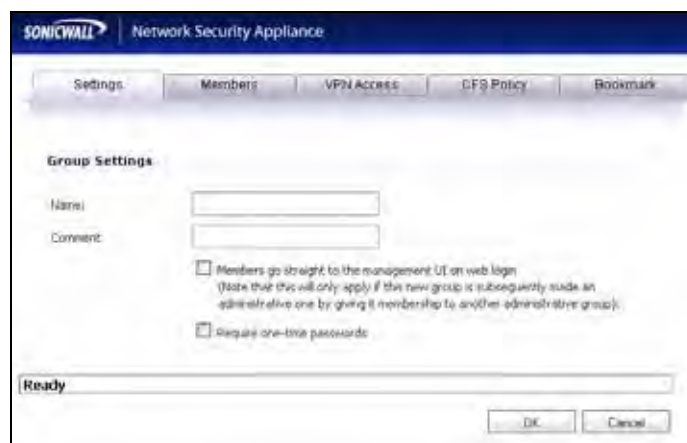 SONICWALL Network Security Appliance
Settings Members VPN Access CFS Policy Bookmark
Group Settings
Name:
Comment:
Members go straight to the management UI on web login
(Note that this will only apply if this new group is subsequently made an
administrative one by giving it membership to another administrative group).
Require one-time passwords
Ready
OK Cancel